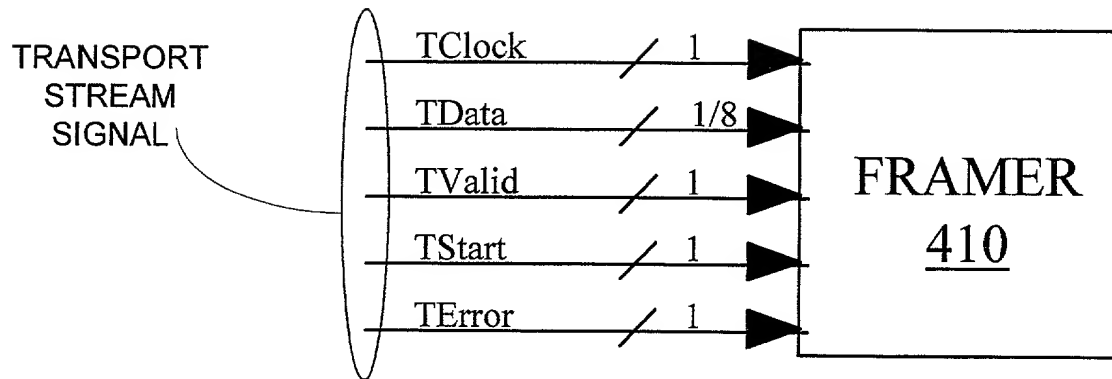 TRANSPORT
STREAM
SIGNAL
TClock 1
TData 1/8
TValid 1
TStart 1
TError 1
FRAMER
410